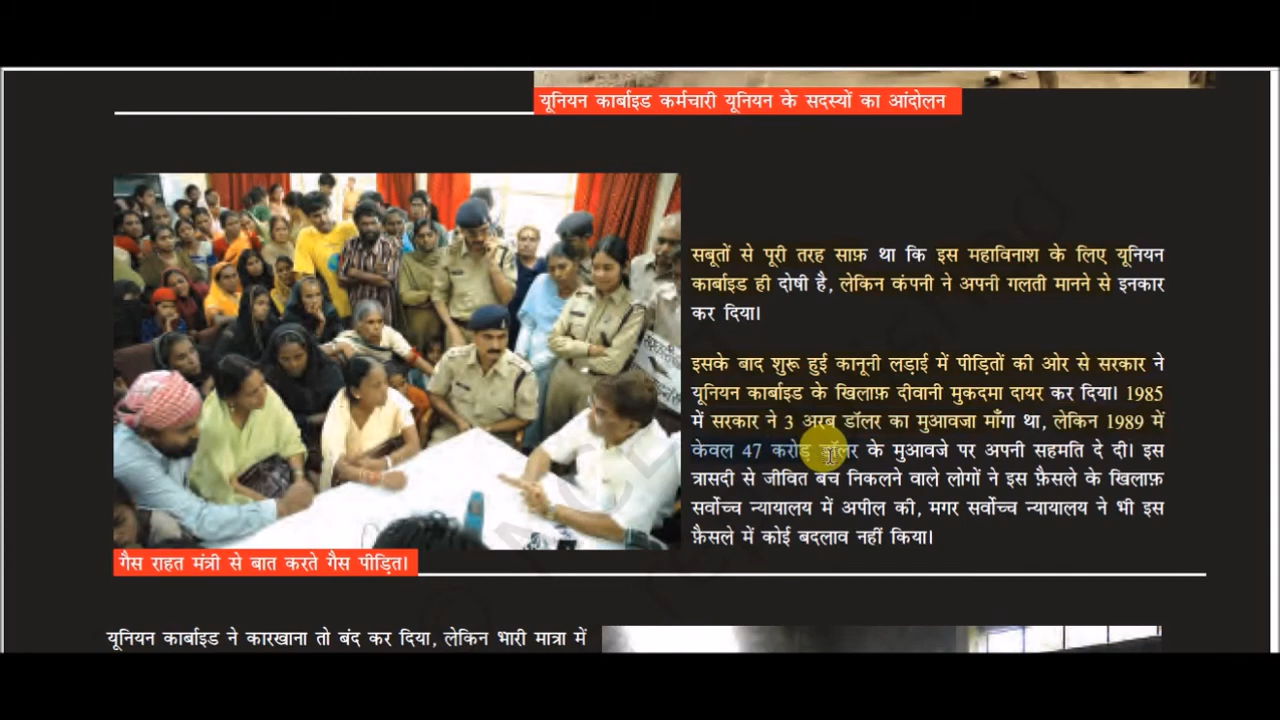 यूनियन कार्बाइड कर्मचारी यूनियन के सदस्यों का आंदोलन
सबूतों से पूरी तरह साफ़ था कि इस महाविनाश के लिए यूनियन
कार्बाइड ही दोषी है, लेकिन कंपनी ने अपनी गलती मानने से इनकार
कर दिया।
इसके बाद शुरू हुई कानूनी लड़ाई में पीड़ितों की ओर से सरकार ने
यूनियन कार्बाइड के खिलाफ़ दीवानी मुकदमा दायर कर दिया। 1985
में सरकार ने 3 अरब डॉलर का मुआवजा माँगा था, लेकिन 1989 में
केवल 47 करोड़ डॉलर के मुआवजे पर अपनी सहमति दे दी। इस
त्रासदी से जीवित बच निकलने वाले लोगों ने इस फ़ैसले के खिलाफ़
सर्वोच्च न्यायालय में अपील की, मगर सर्वोच्च न्यायालय ने भी इस
फ़ैसले में कोई बदलाव नहीं किया।
गैस राहत मंत्री से बात करते गैस पीड़ित।
यूनियन कार्बाइड ने कारखाना तो बंद कर दिया, लेकिन भारी मात्रा में